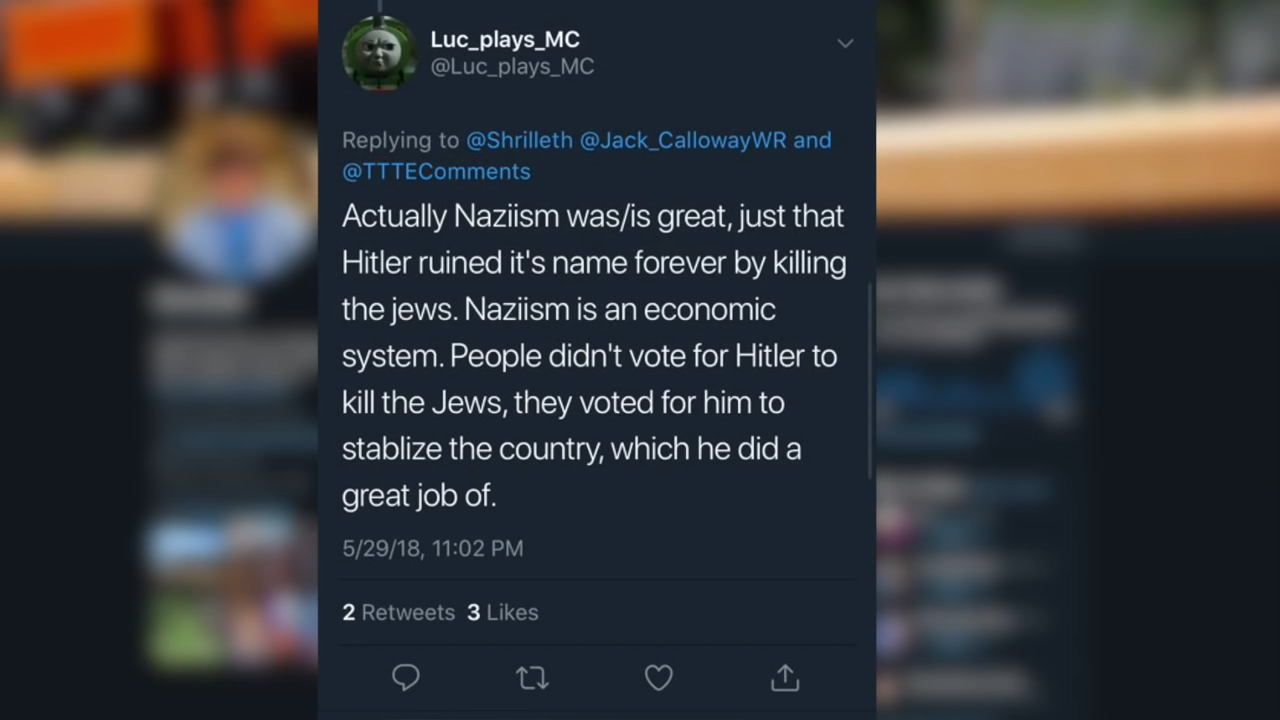 Luc_plays_MC
@Luc_plays_MC
Replying to @Shrilleth @Jack_CallowayWR and
@TTTEComments
Actually Naziism was/is great, just that
Hitler ruined it's name forever by killing
the jews. Naziism is an economic
system. People didn't vote for Hitler to
kill the Jews, they voted for him to
stablize the country, which he did a
great job of.
5/29/18, 11:02 PM
2 Retweets 3 Likes